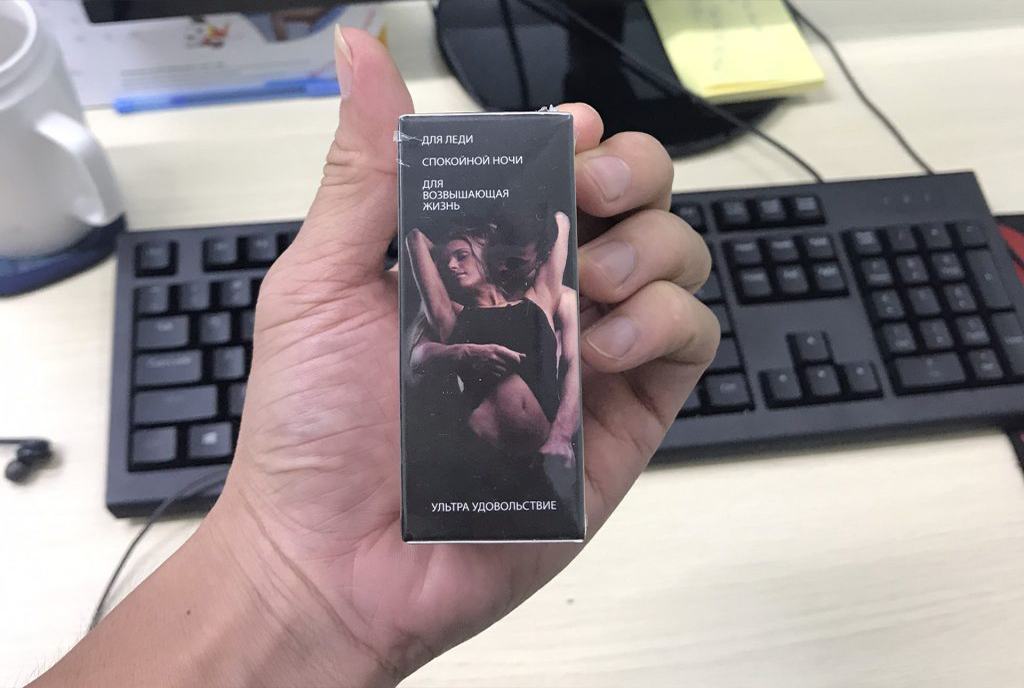 ДЛЯ ЛЕДИ
СПОКОЙНОЙ НОЧИ
ДЛЯ
ВОЗВЫШАЮЩАЯ
ЖИЗНЬ
УЛЬТРА УДОВОЛЬСТВИЕ